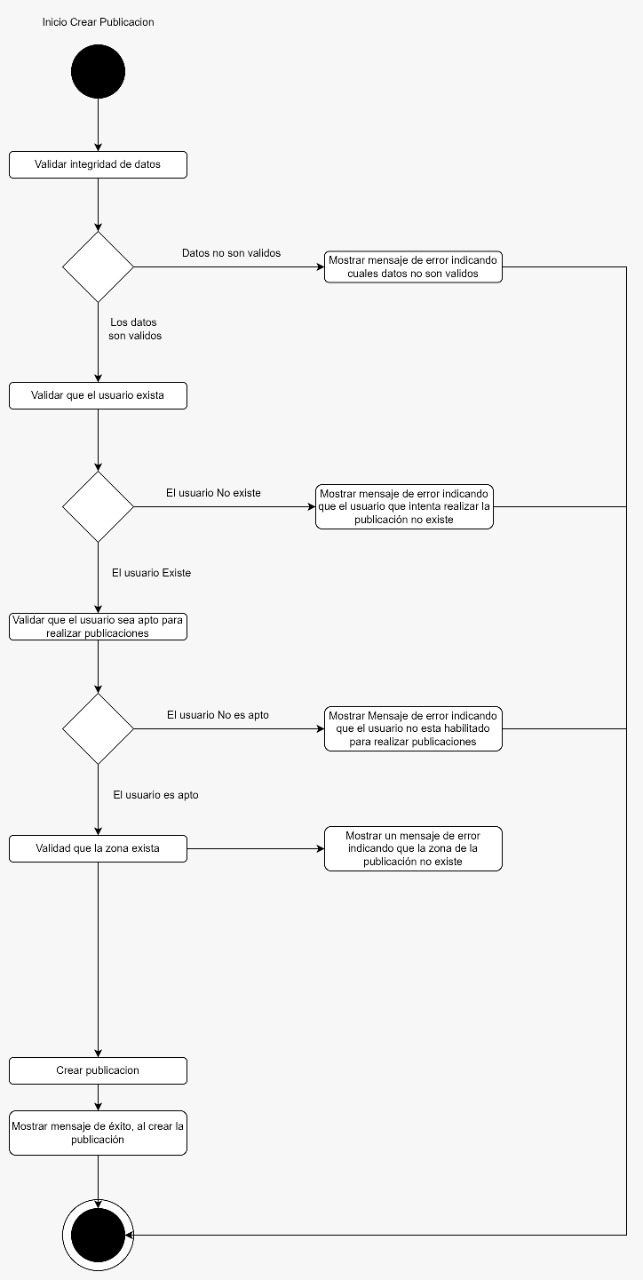 Inicio Crear Publicacion
Validar integridad de datos
Datos no son validos
Mostrar mensaje de error indicando
cuales datos no son validos
Los datos
son validos
Validar que el usuario exista
El usuario No existe
Mostrar mensaje de error indicando
que el usuario que intenta realizar la
publicación no existe
El usuario Existe
Validar que el usuario sea apto para
realizar publicaciones
El usuario No es apto
Mostrar Mensaje de error indicando
que el usuario no esta habilitado
para realizar publicaciones
El usuario es apto
Validad que la zona exista
Mostrar un mensaje de error
indicando que la zona de la
publicación no existe
Crear publicacion
Mostrar mensaje de éxito, al crear la
publicación